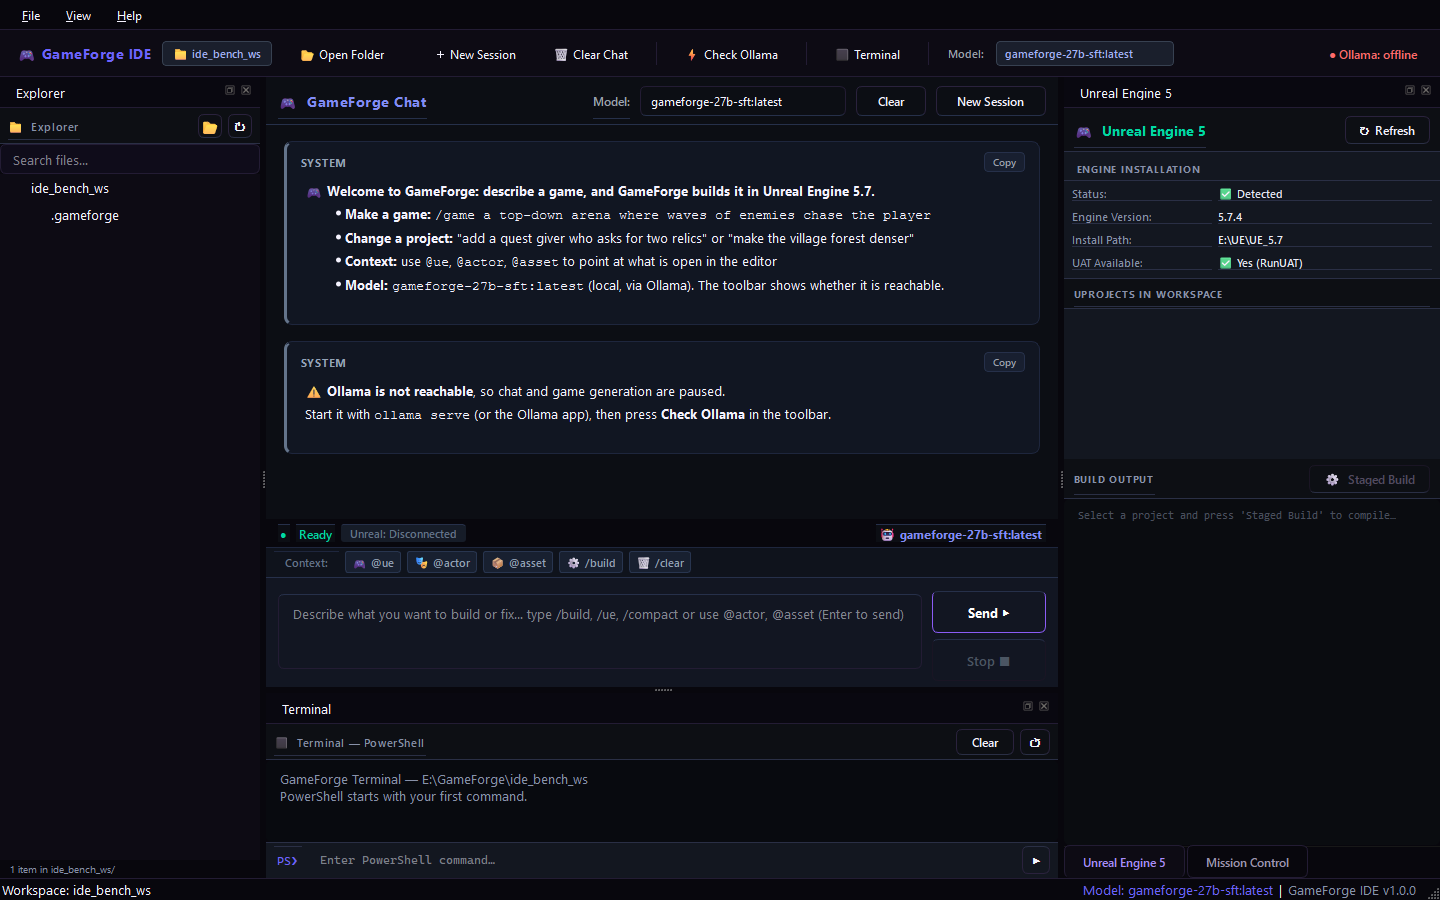 File View Help
GameForge IDE ide_bench_ws Open Folder + New Session Clear Chat Check Ollama Terminal Model: gameforge-27b-sft:latest Ollama: offline
Explorer
Explorer
Search files...
ide_bench_ws
.gameforge
1 item in ide_bench_ws/
GameForge Chat Model: gameforge-27b-sft:latest Clear New Session
SYSTEM Copy
Welcome to GameForge: describe a game, and GameForge builds it in Unreal Engine 5.7.
• Make a game: /game a top-down arena where waves of enemies chase the player
• Change a project: "add a quest giver who asks for two relics" or "make the village forest denser"
• Context: use @ue, @actor, @asset to point at what is open in the editor
• Model: gameforge-27b-sft:latest (local, via Ollama). The toolbar shows whether it is reachable.
SYSTEM Copy
Ollama is not reachable, so chat and game generation are paused.
Start it with ollama serve (or the Ollama app), then press Check Ollama in the toolbar.
Ready Unreal: Disconnected gameforge-27b-sft:latest
Context: @ue @actor @asset /build /clear
Describe what you want to build or fix... type /build, /ue, /compact or use @actor, @asset (Enter to send)
Send
Stop
Terminal
Terminal — PowerShell Clear
GameForge Terminal — E:\GameForge\ide_bench_ws
PowerShell starts with your first command.
PS❯ Enter PowerShell command…
Unreal Engine 5
Unreal Engine 5 Refresh
ENGINE INSTALLATION
Status: Detected
Engine Version: 5.7.4
Install Path: E:\UE\UE_5.7
UAT Available: Yes (RunUAT)
UPROJECTS IN WORKSPACE
BUILD OUTPUT Staged Build
Select a project and press 'Staged Build' to compile…
Unreal Engine 5 Mission Control
Workspace: ide_bench_ws Model: gameforge-27b-sft:latest | GameForge IDE v1.0.0